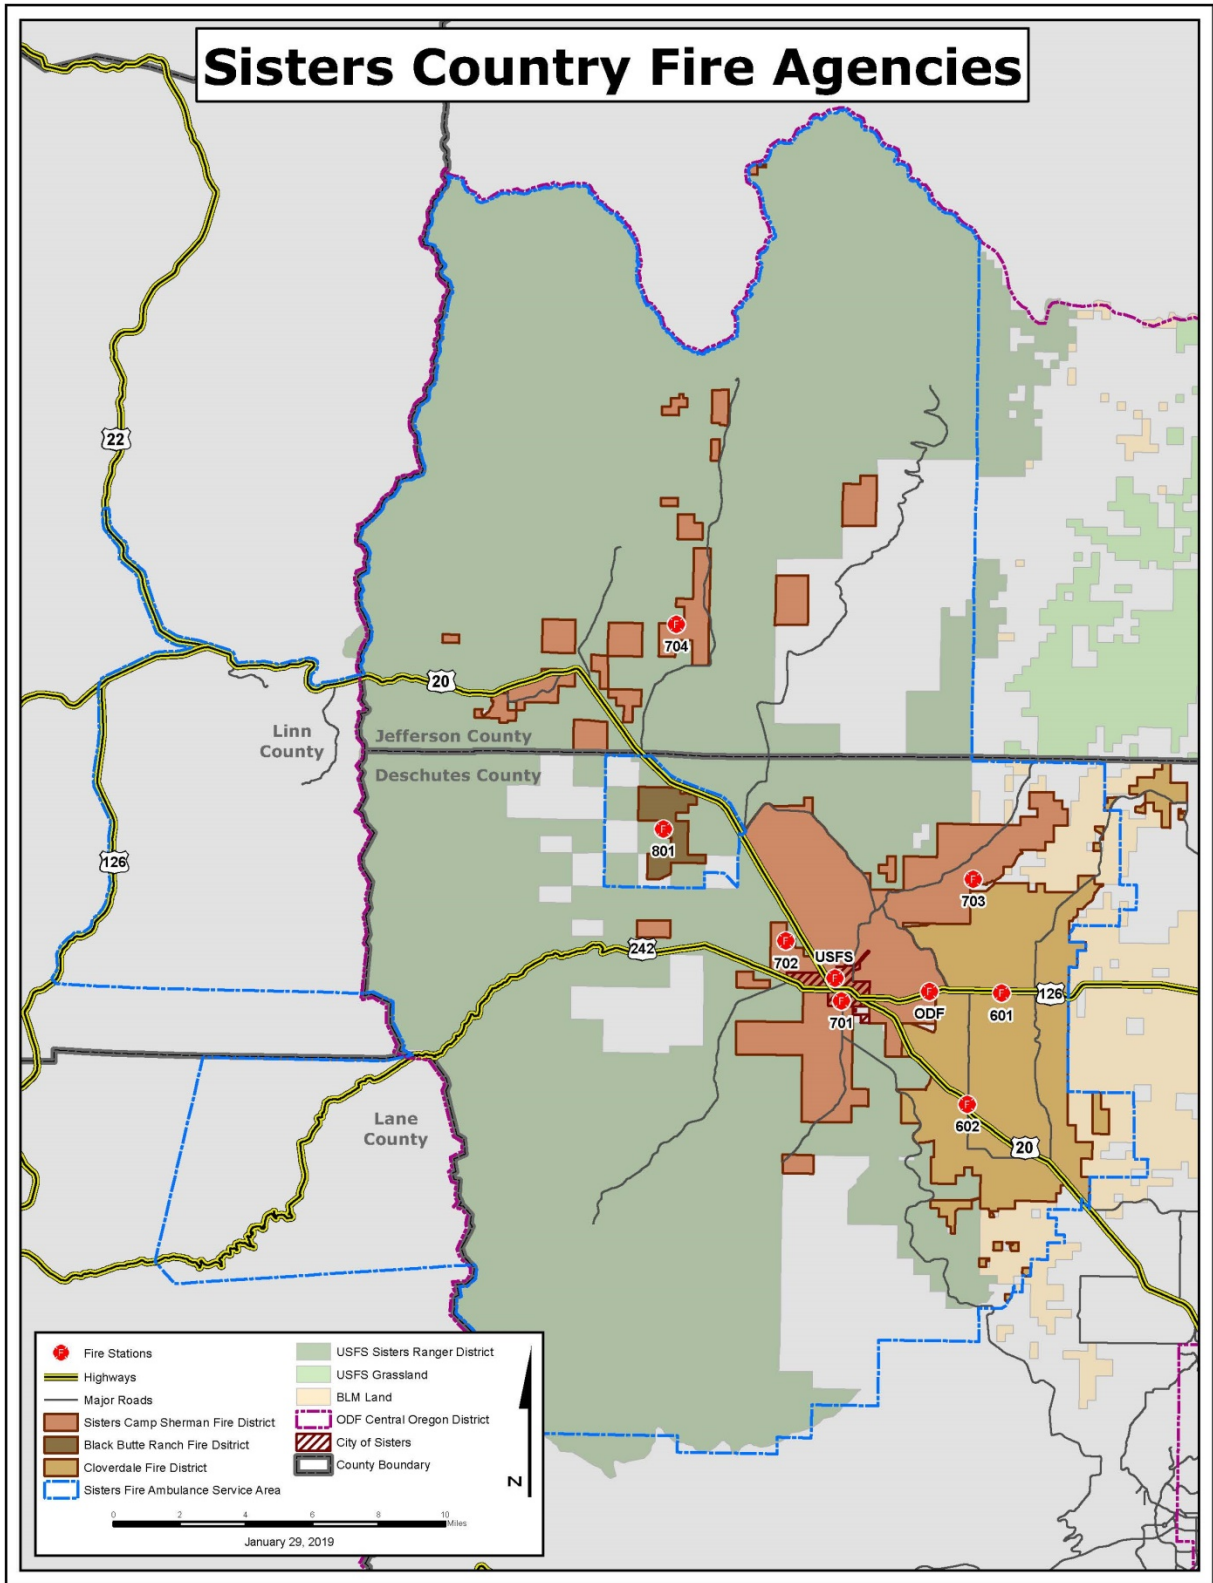 Sisters Country Fire Agencies
22
F
704
20
Linn
County
Jefferson County
Deschutes County
126
F
801
F
703
242
F
702
USFS
F
F
701
F
ODF
F
601
126
F
602
20
Lane
County
F Fire Stations
Highways
Major Roads
Sisters Camp Sherman Fire District
Black Butte Ranch Fire Dsitrict
Cloverdale Fire District
Sisters Fire Ambulance Service Area
USFS Sisters Ranger District
USFS Grassland
BLM Land
ODF Central Oregon District
City of Sisters
County Boundary
N
0 2 4 6 8 10
Miles
January 29, 2019